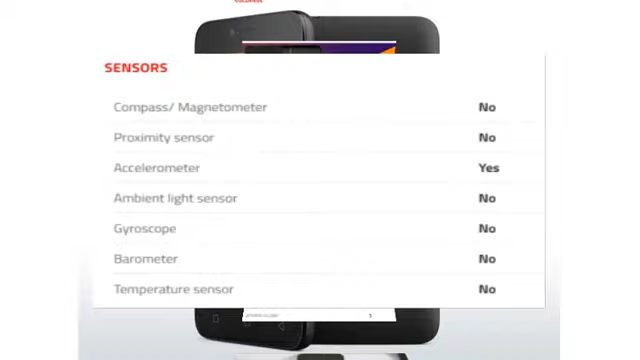 SENSORS
Compass/ Magnetometer No
Proximity sensor No
Accelerometer Yes
Ambient light sensor No
Gyroscope No
Barometer No
Temperature sensor No